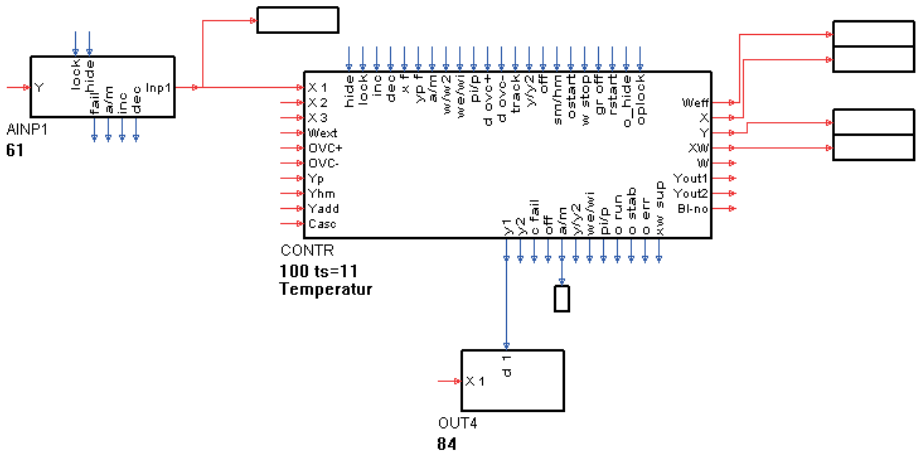 lock
hide
Y
Inp1
fail
a/m
inc
dec
AINP1
61
hide
lock
inc
dec
x f
yp f
a/m
w/w2
we/wi
pi/p
d ovc+
d ovc-
track
y/y2
off
sm/hm
ostart
w stop
gr off
rstart
o_hide
oplock
X 1
X 2
X 3
Wext
OVC+
OVC-
Yp
Yhm
Yadd
Casc
Weff
X
Y
XW
W
Yout1
Yout2
Bl-no
y1
y2
c fail
off
a/m
y/y2
we/wi
pi/p
o run
o stab
o err
xw sup
CONTR
100 ts=11
Temperatur
d 1
X 1
OUT4
84